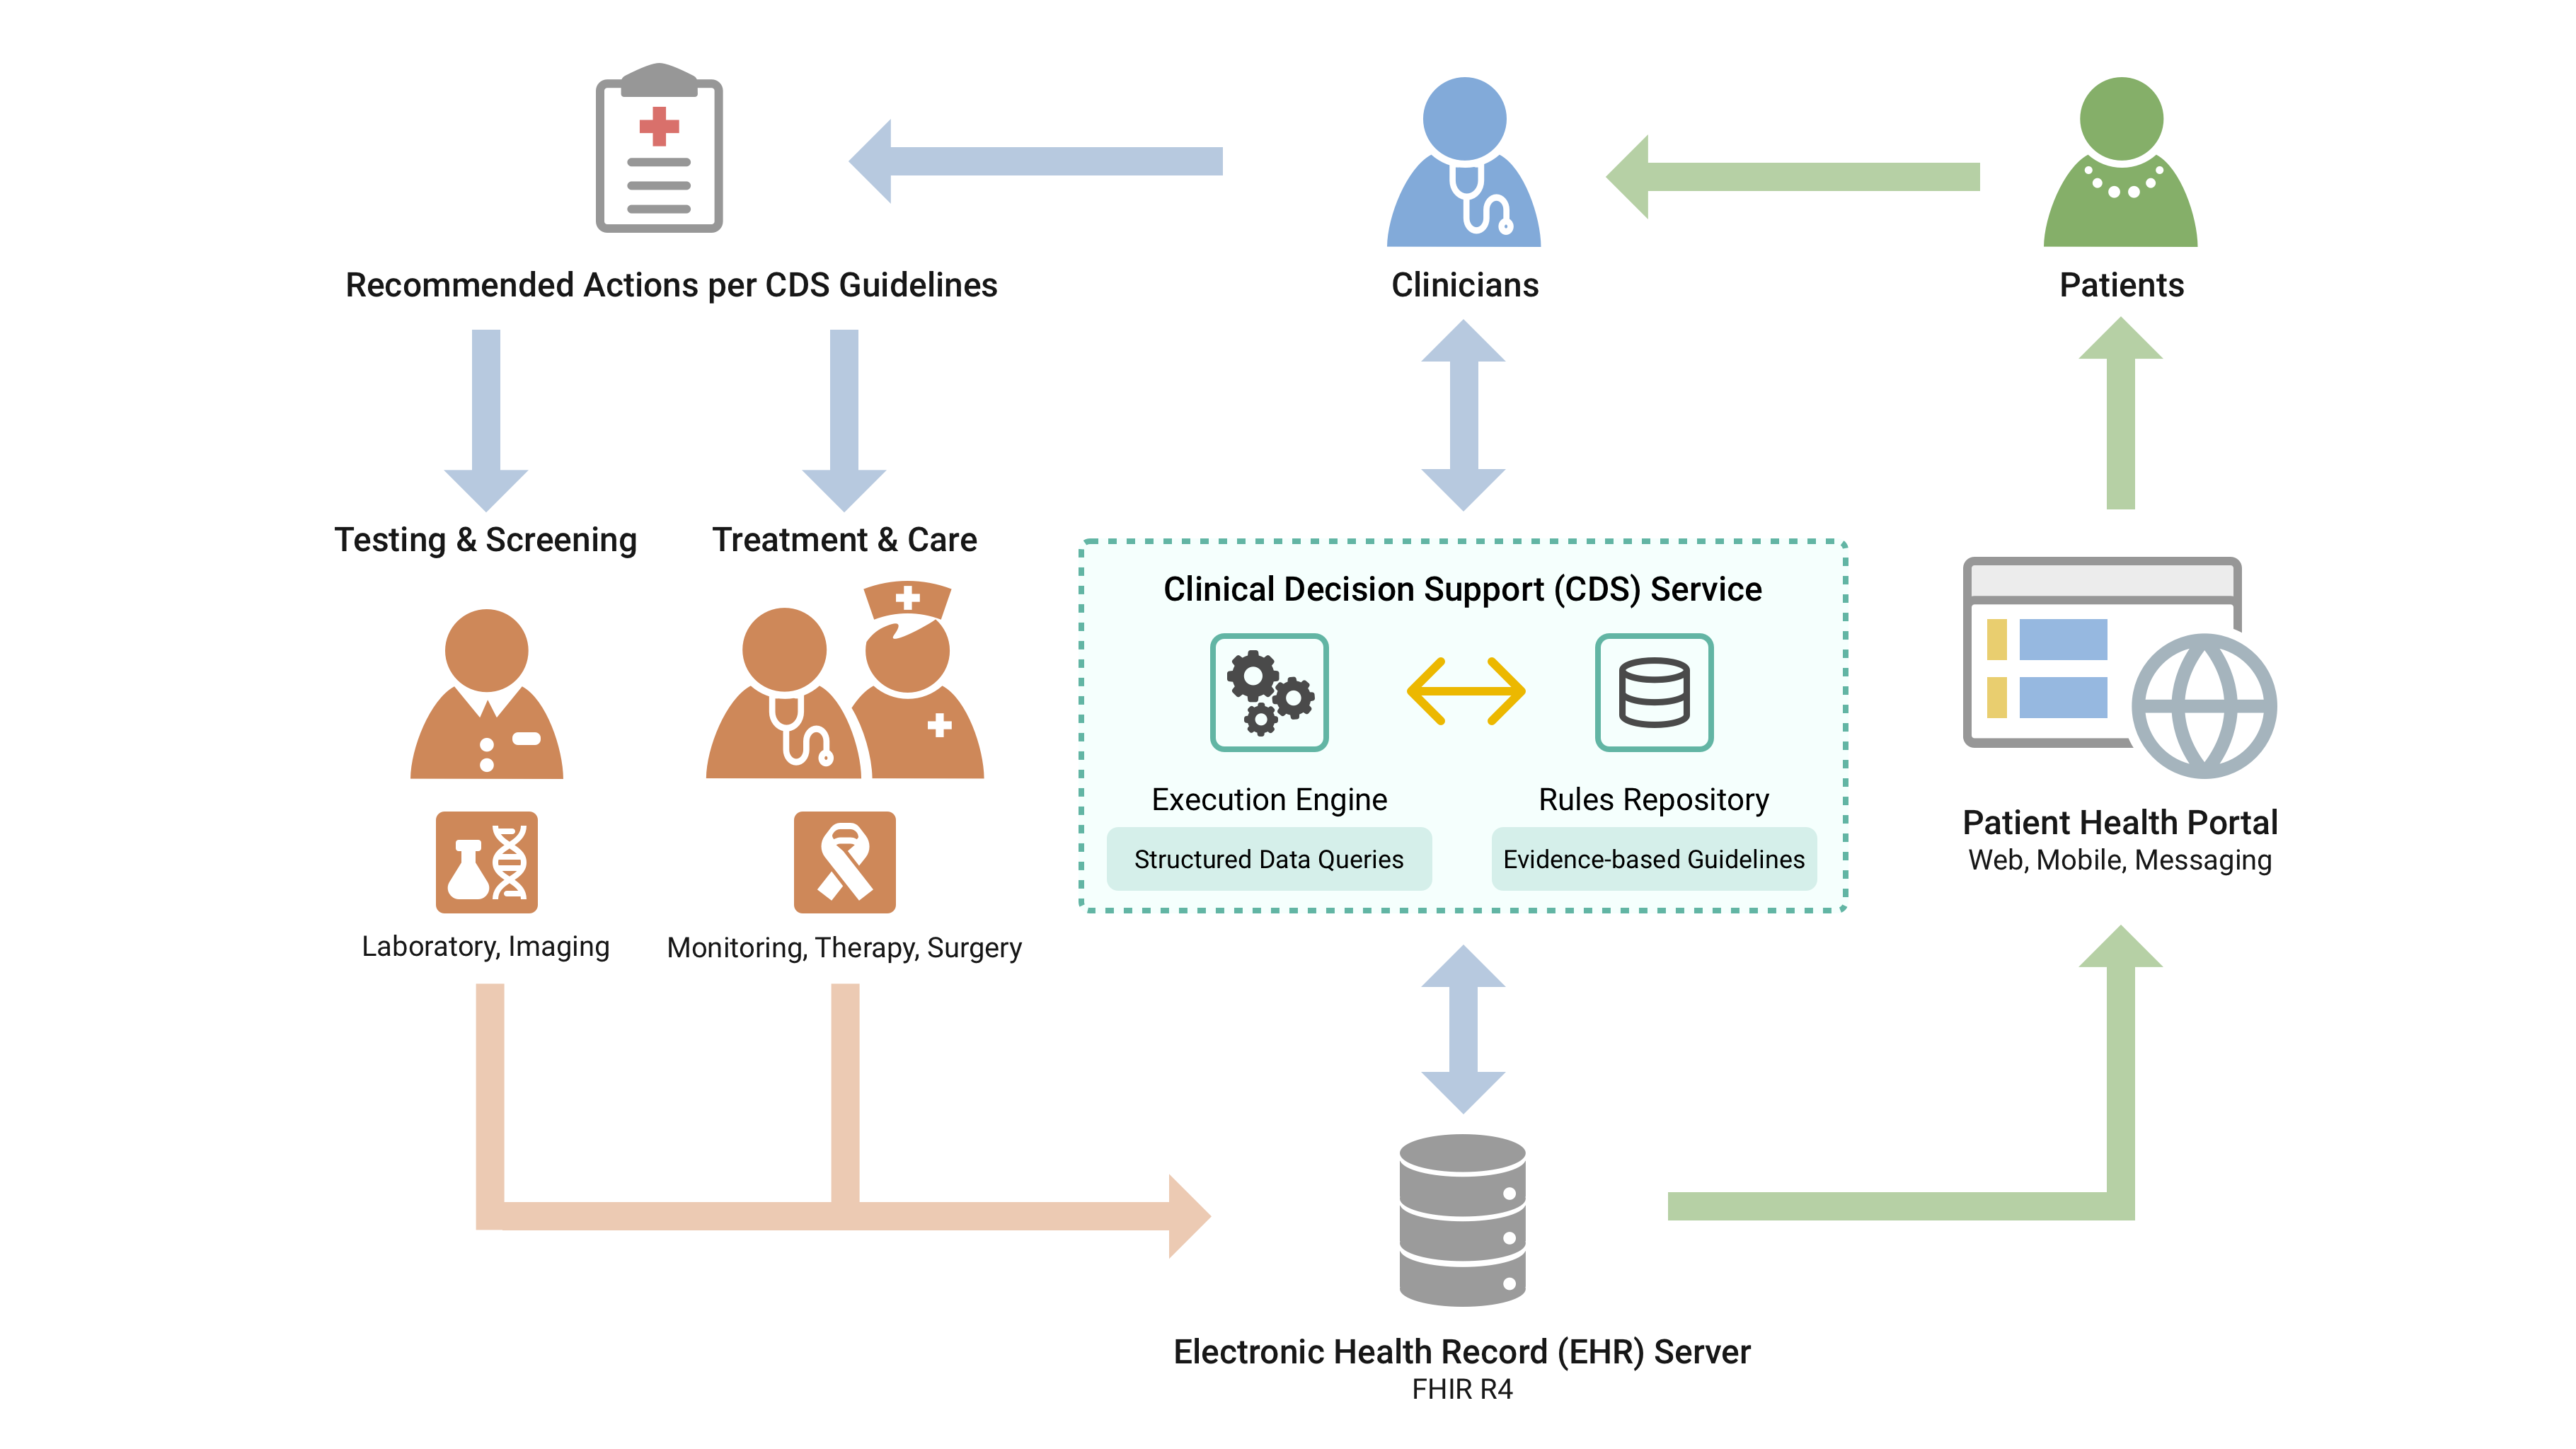 Recommended Actions per CDS Guidelines
Clinicians
Patients
Testing & Screening
Treatment & Care
Laboratory, Imaging
Monitoring, Therapy, Surgery
Clinical Decision Support (CDS) Service
Execution Engine
Structured Data Queries
Rules Repository
Evidence-based Guidelines
Patient Health Portal
Web, Mobile, Messaging
Electronic Health Record (EHR) Server
FHIR R4